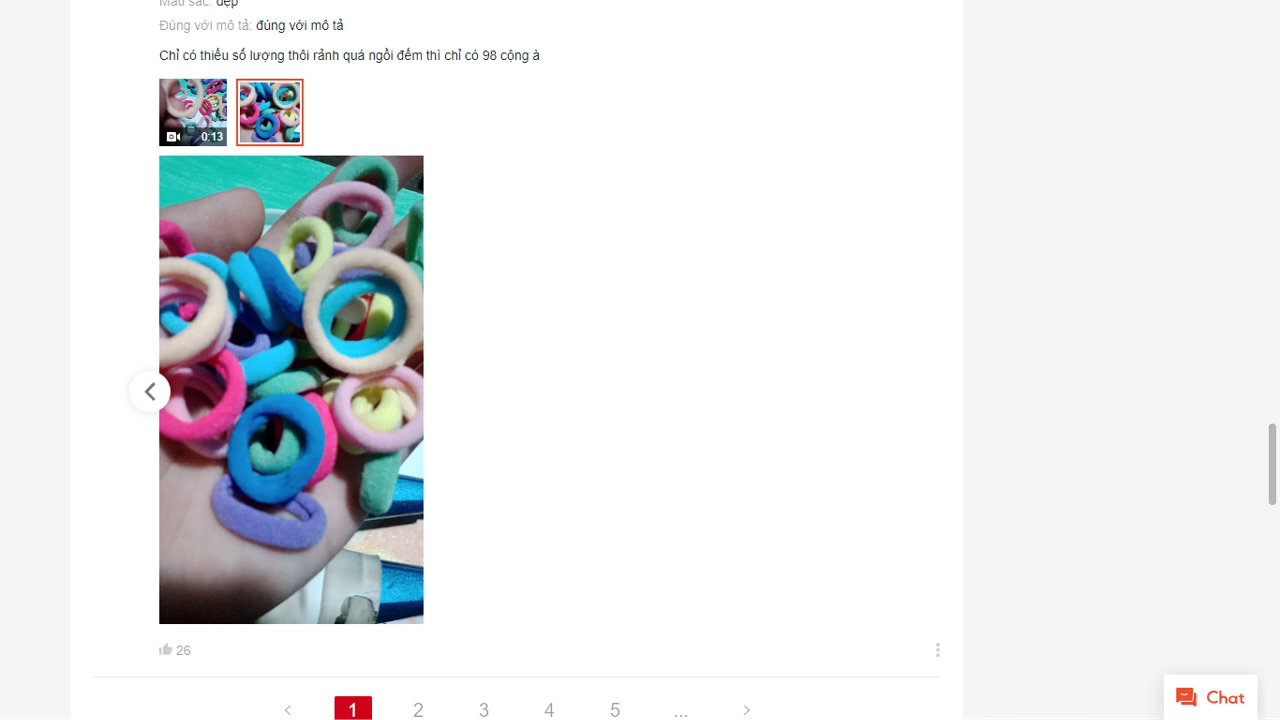 Màu sắc: đẹp
Đúng với mô tả: đúng với mô tả
Chỉ có thiếu số lượng thôi rảnh quá ngồi đếm thì chỉ có 98 cộng à
0:13
26
1 2 3 4 5 ...
Chat